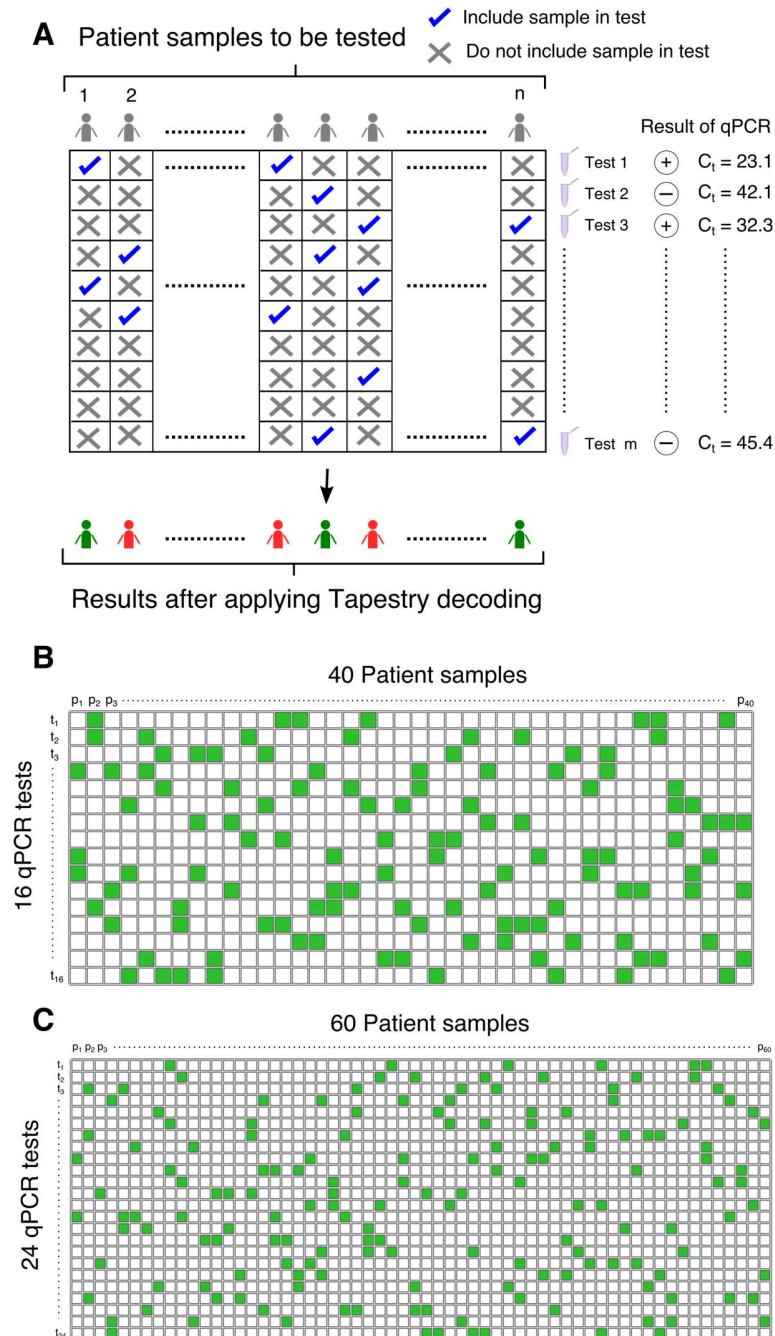 A
Patient samples to be tested
Include sample in test
Do not include sample in test
1 2 n
Result of qPCR
Test 1 + Ct = 23.1
Test 2 − Ct = 42.1
Test 3 + Ct = 32.3
Test m − Ct = 45.4
Results after applying Tapestry decoding
B
40 Patient samples
p1 p2 p3 p40
t1
t2
t3
16 qPCR tests
t16
C
60 Patient samples
p1 p2 p3 p60
t1
t2
t3
24 qPCR tests
t24